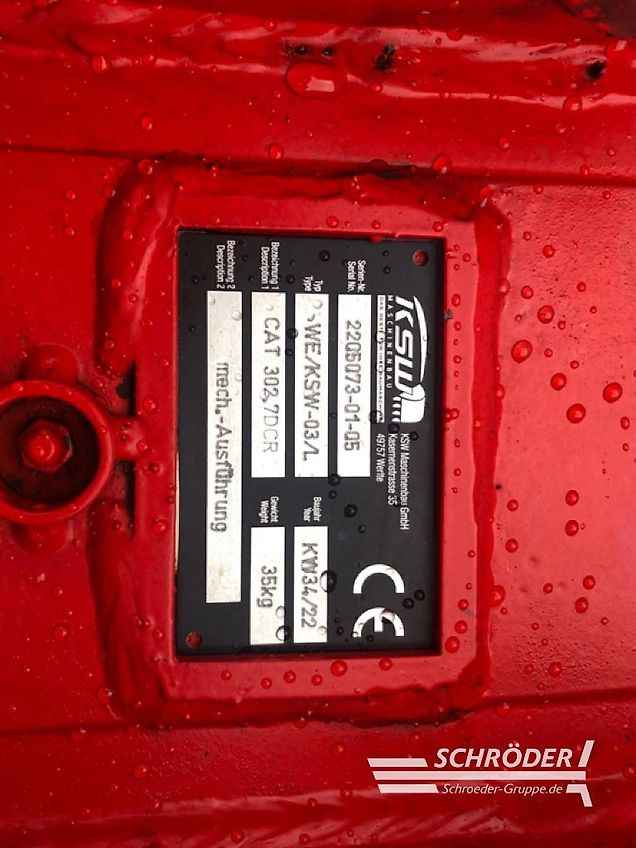 KSW
MASCHINENBAU
KSW Maschinenbau GmbH
Kasernenstrasse 35
49757 Werlte
Serien-Nr.
Serial No.
2205073-01-05
CE
Typ
Type
WE/KSW-03/L
Baujahr
Year
KW34/22
Bezeichnung 1
Description 1
CAT 302,7DCR
Gewicht
Weight
35kg
Bezeichnung 2
Description 2
mech.-Ausführung
SCHRÖDER
Schroeder-Gruppe.de